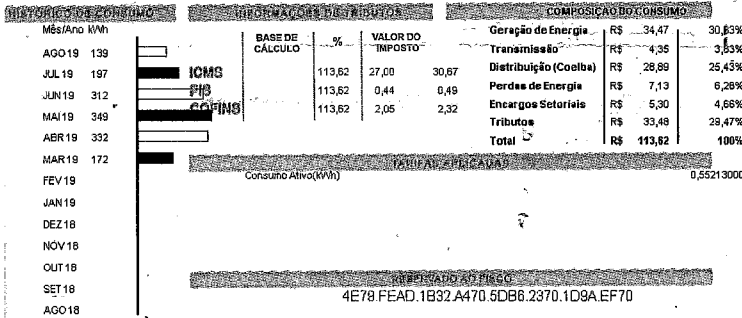 HISTÓRICO DE CONSUMO
Mês/Ano kWh
AGO19 139
JUL19 197
JUN19 312
MAI19 349
ABR19 332
MAR19 172
FEV19
JAN19
DEZ18
NOV18
OUT18
SET18
AGO18
INFORMAÇÕES DE TRIBUTOS
BASE DE CÁLCULO % VALOR DO IMPOSTO
ICMS 113,62 27,00 30,67
PIS 113,62 0,44 0,49
COFINS 113,62 2,05 2,32
COMPOSIÇÃO DO CONSUMO
Geração de Energia R$ 34,47 30,33%
Transmissão R$ 4,35 3,83%
Distribuição (Coelba) R$ 28,89 25,43%
Perdas de Energia R$ 7,13 6,28%
Encargos Setoriais R$ 5,30 4,66%
Tributos R$ 33,48 29,47%
Total R$ 113,62 100%
TARIFAS APLICADAS
Consumo Ativo(kWh) 0,55213000
RESERVADO AO FISCO
4E79.FEAD.1B32.A470.5DB6.2370.1D9A.EF70